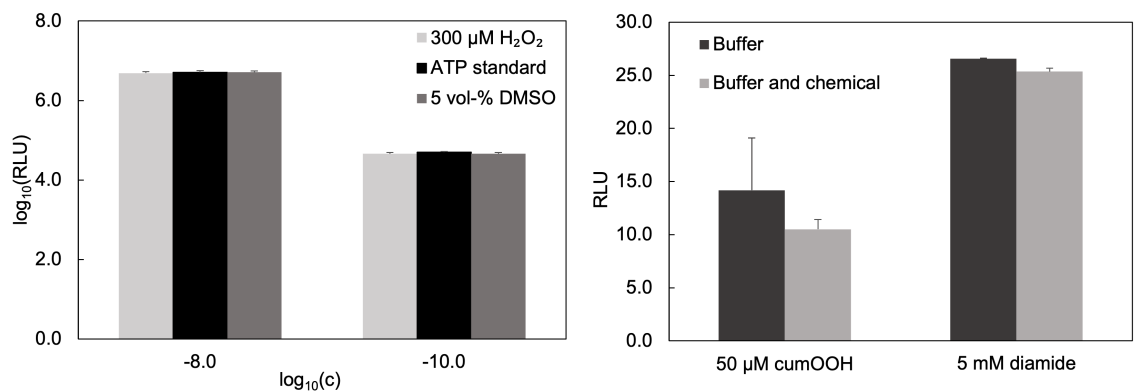 8.0
6.0
4.0
2.0
0.0
log₁₀(RLU)
300 µM H₂O₂
ATP standard
5 vol-% DMSO
-8.0
-10.0
log₁₀(c)
30.0
25.0
20.0
15.0
10.0
5.0
0.0
RLU
Buffer
Buffer and chemical
50 µM cumOOH
5 mM diamide